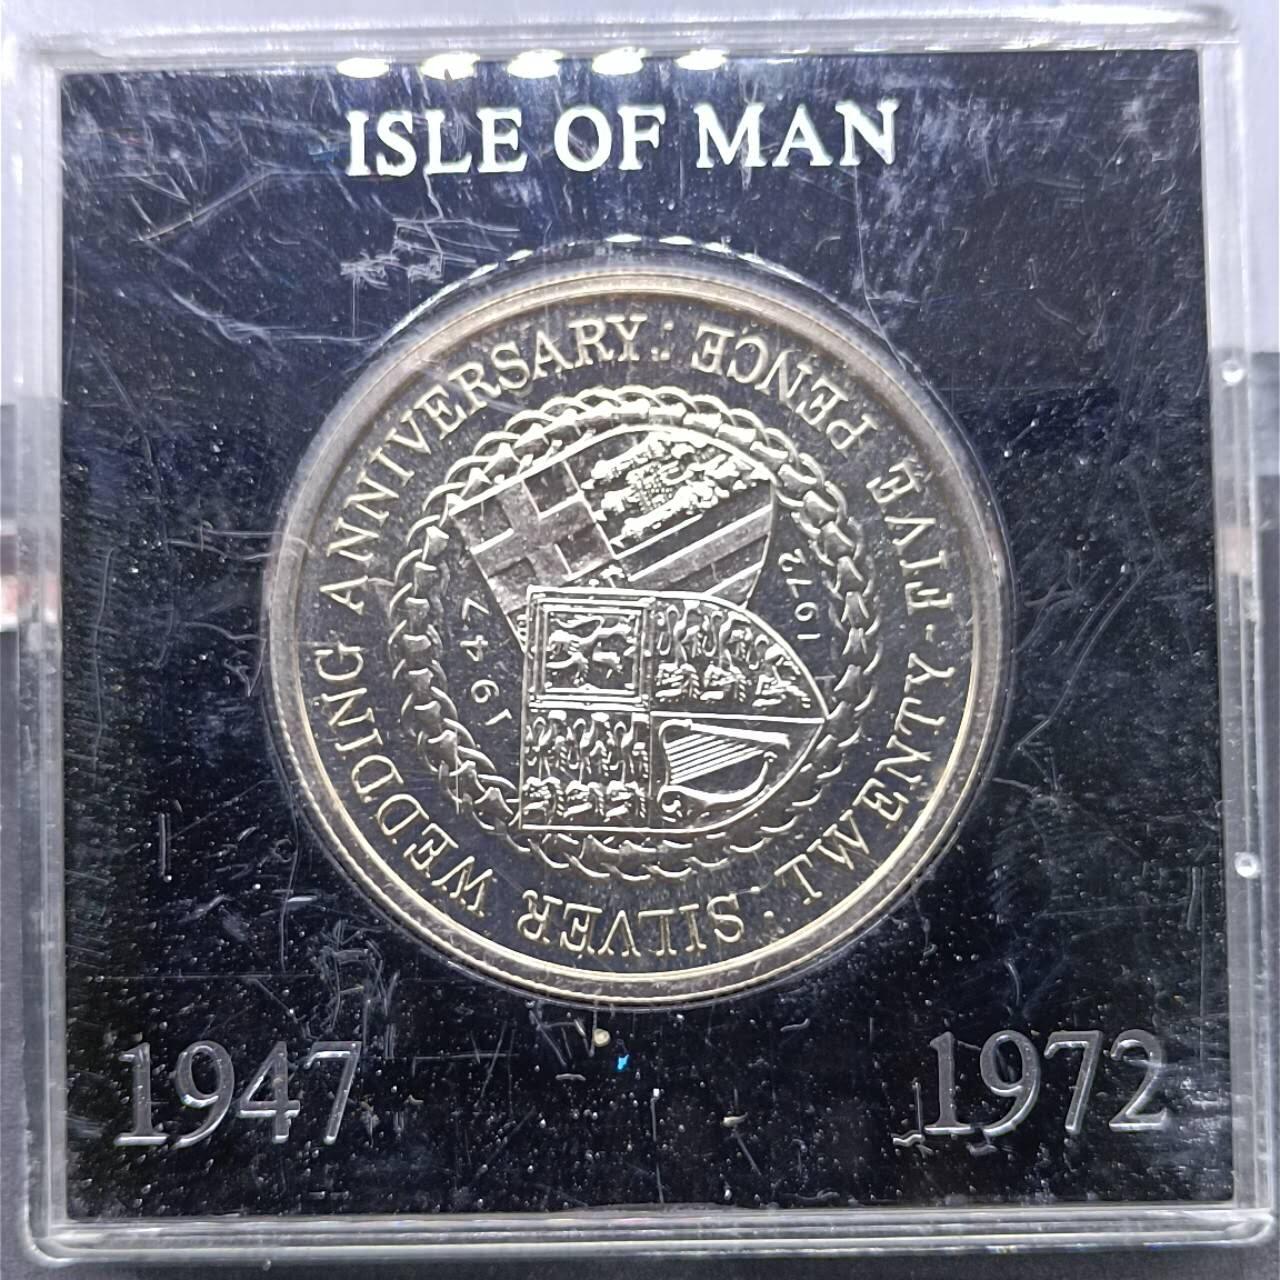 ISLE OF MAN
SILVER WEDDING ANNIVERSARY: TWENTY-FIVE PENCE:
1947
1972
1947
1972